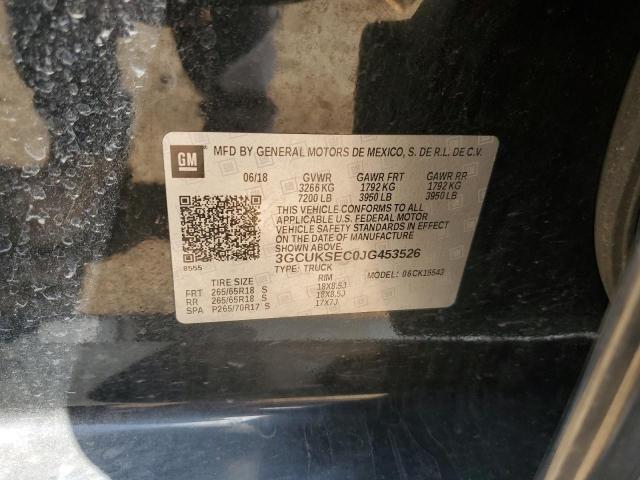 GM MFD BY GENERAL MOTORS DE MEXICO, S. DE R.L. DE C.V.
06/18 GVWR GAWR FRT GAWR RR
3266 KG 1792 KG 1792 KG
7200 LB 3950 LB 3950 LB
THIS VEHICLE CONFORMS TO ALL
APPLICABLE U.S. FEDERAL MOTOR
VEHICLE SAFETY STANDARDS IN EFFECT
ON THE DATE OF MANUFACTURE
SHOWN ABOVE.
8555 3GCUKSEC0JG453526
TYPE: TRUCK MODEL: 06CK15543
TIRE SIZE RIM
FRT 265/65R18 S 18X8.5J
RR 265/65R18 S 18X8.5J
SPA P265/70R17 S 17X7J